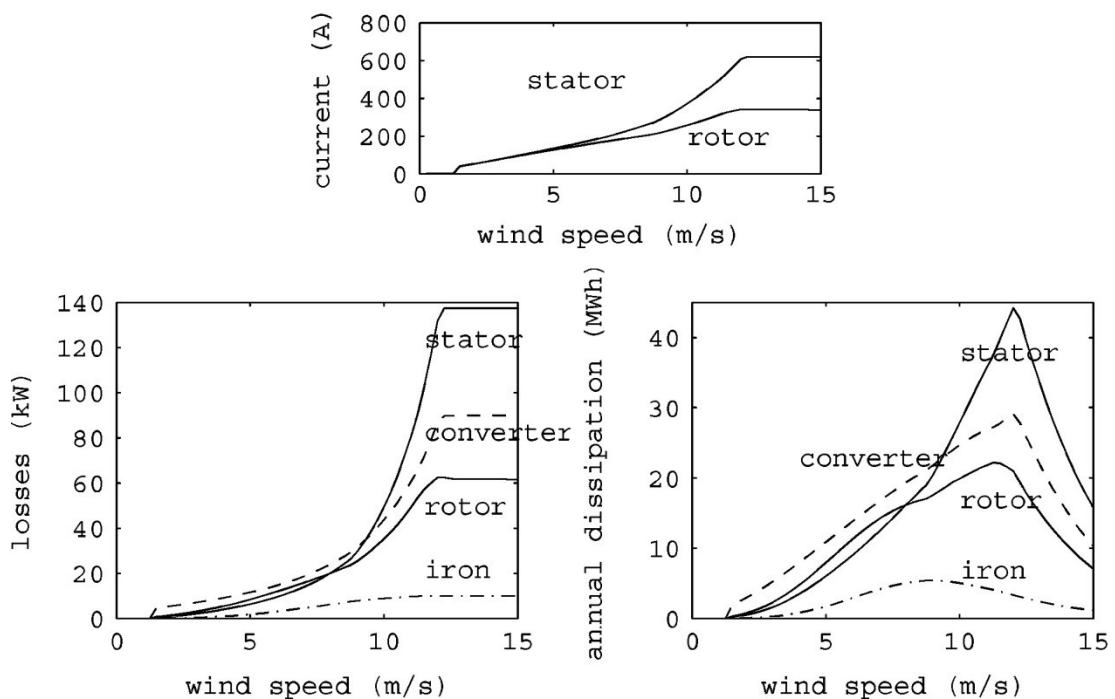 current (A)
800
600
400
200
0
stator
rotor
0
5
10
15
wind speed (m/s)
losses (kW)
140
120
100
80
60
40
20
0
stator
converter
rotor
iron
0
5
10
15
wind speed (m/s)
annual dissipation (MWh)
40
30
20
10
0
stator
converter
rotor
iron
0
5
10
15
wind speed (m/s)